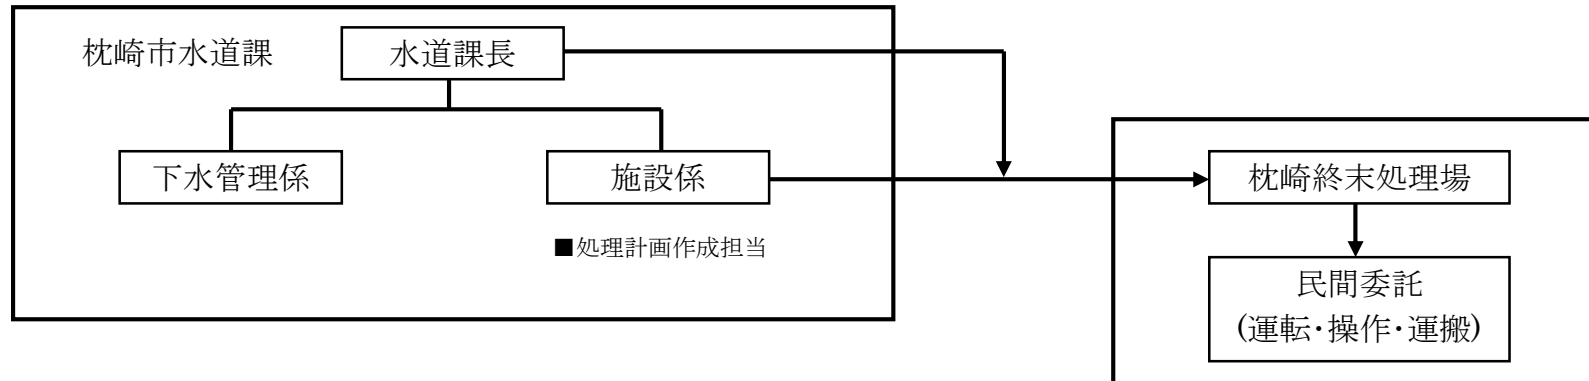 枕崎市水道課
水道課長
下水管理係
施設係
■処理計画作成担当
枕崎終末処理場
民間委託
(運転・操作・運搬)